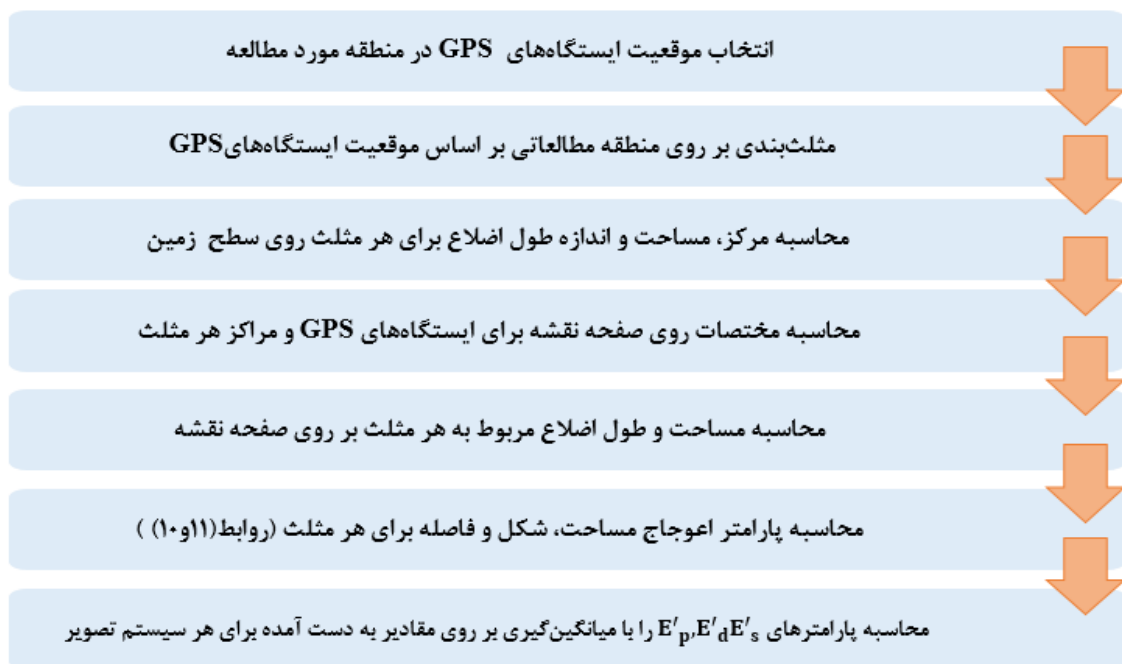 انتخاب موقعیت ایستگاه‌های GPS در منطقه مورد مطالعه
مثلث‌بندی بر روی منطقه مطالعاتی بر اساس موقعیت ایستگاه‌هایGPS
محاسبه مرکز، مساحت و اندازه طول اضلاع برای هر مثلث روی سطح زمین
محاسبه مختصات روی صفحه نقشه برای ایستگاه‌های GPS و مراکز هر مثلث
محاسبه مساحت و طول اضلاع مربوط به هر مثلث بر روی صفحه نقشه
محاسبه پارامتر اعوجاج مساحت، شکل و فاصله برای هر مثلث (روابط(۱۱و۱۰) )
محاسبه پارامترهای E′p,E′dE′s را با میانگین‌گیری بر روی مقادیر به دست آمده برای هر سیستم تصویر